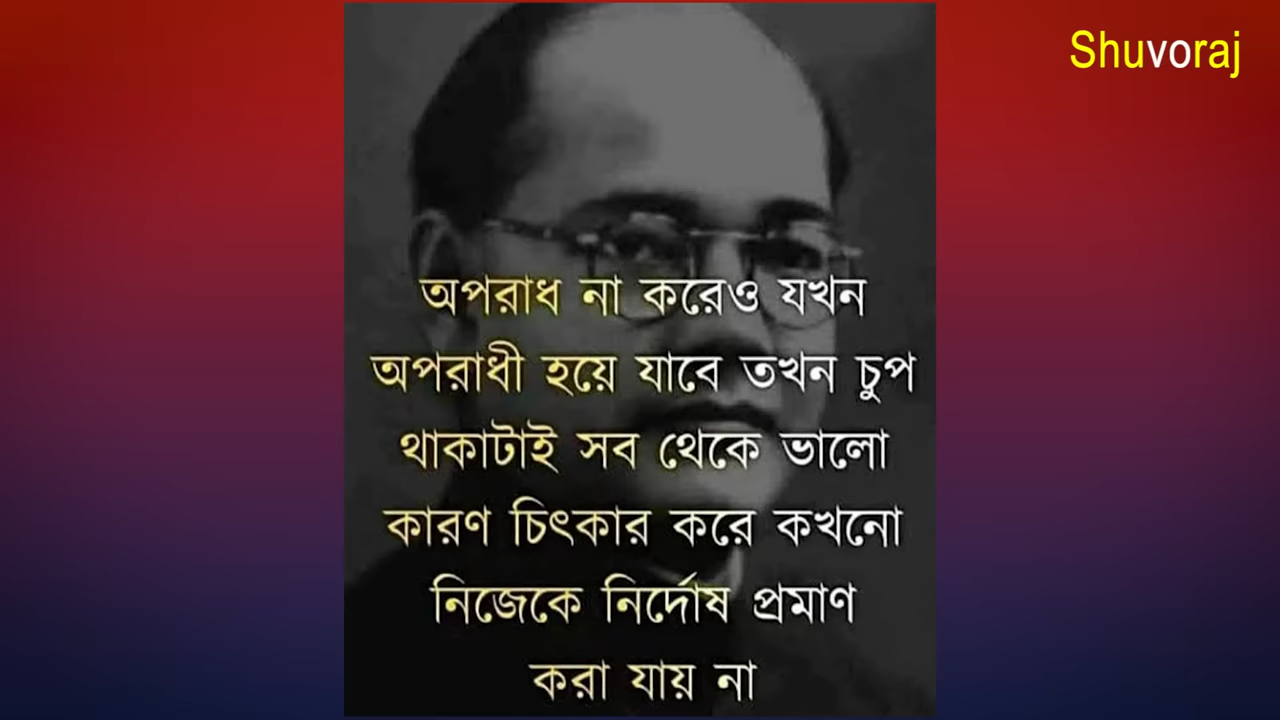 Shuvoraj
অপরাধ না করেও যখন
অপরাধী হয়ে যাবে তখন চুপ
থাকাটাই সব থেকে ভালো
কারণ চিৎকার করে কখনো
নিজেকে নির্দোষ প্রমাণ
করা যায় না